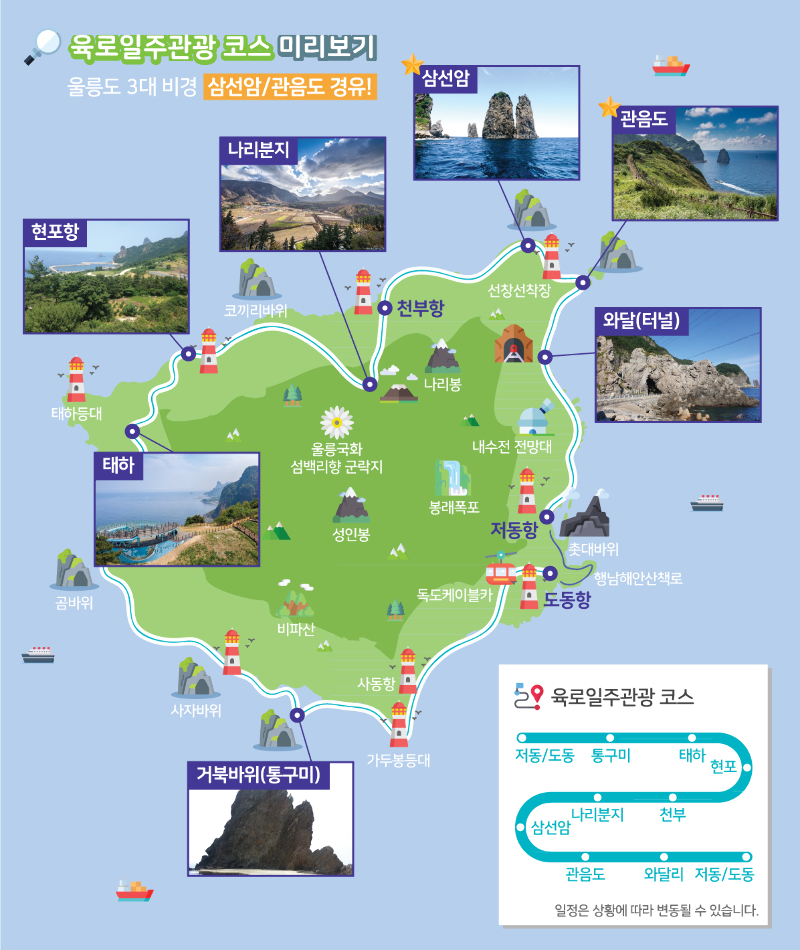 육로일주관광 코스 미리보기
울릉도 3대 비경 삼선암/관음도 경유!
삼선암
관음도
나리분지
현포항
코끼리바위
천부항
선창선착장
와달(터널)
태하등대
나리봉
울릉국화
섬백리향 군락지
내수전 전망대
태하
봉래폭포
성인봉
저동항
촛대바위
행남해안산책로
독도케이블카
도동항
곰바위
비파산
사동항
사자바위
가두봉등대
거북바위(통구미)
육로일주관광 코스
저동/도동 통구미 태하
현포
나리분지 천부
삼선암
관음도 와달리 저동/도동
일정은 상황에 따라 변동될 수 있습니다.